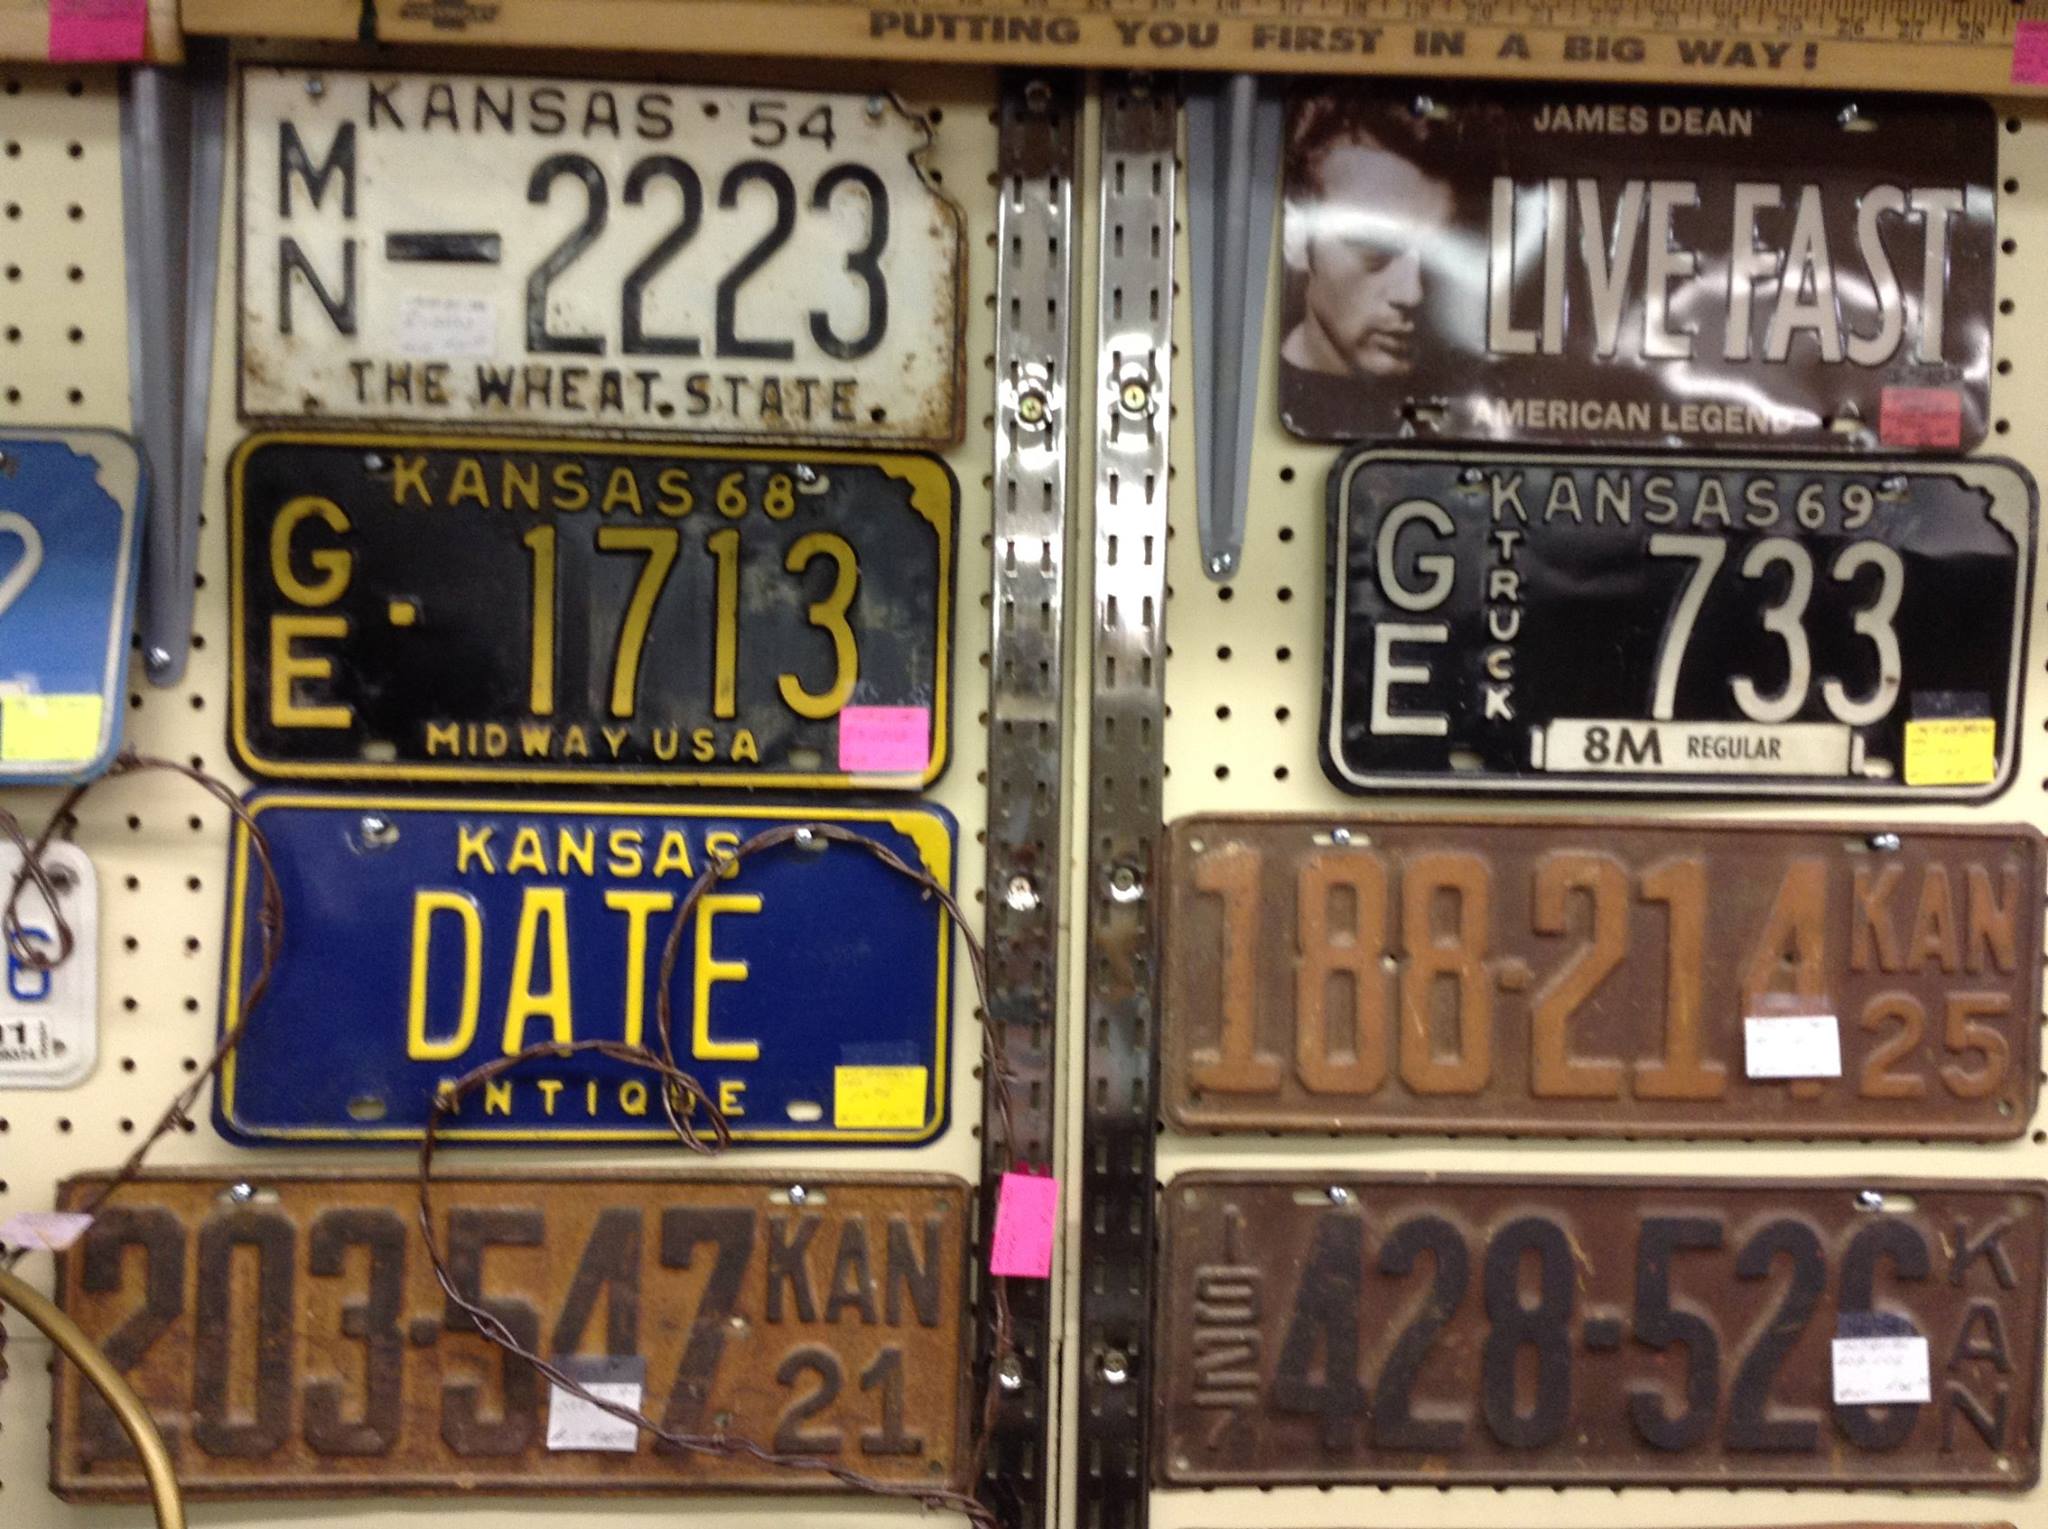 PUTTING YOU FIRST IN A BIG WAY!
KANSAS 54
MN-2223
THE WHEAT STATE
KANSAS 68
GE 1713
MIDWAY USA
KANSAS
DATE
ANTIQUE
203-547
KAN
21
JAMES DEAN
LIVE FAST
AMERICAN LEGEND
KANSAS 69
GE
TRUCK
733
8M REGULAR
188-214
KAN
25
428-526
KAN